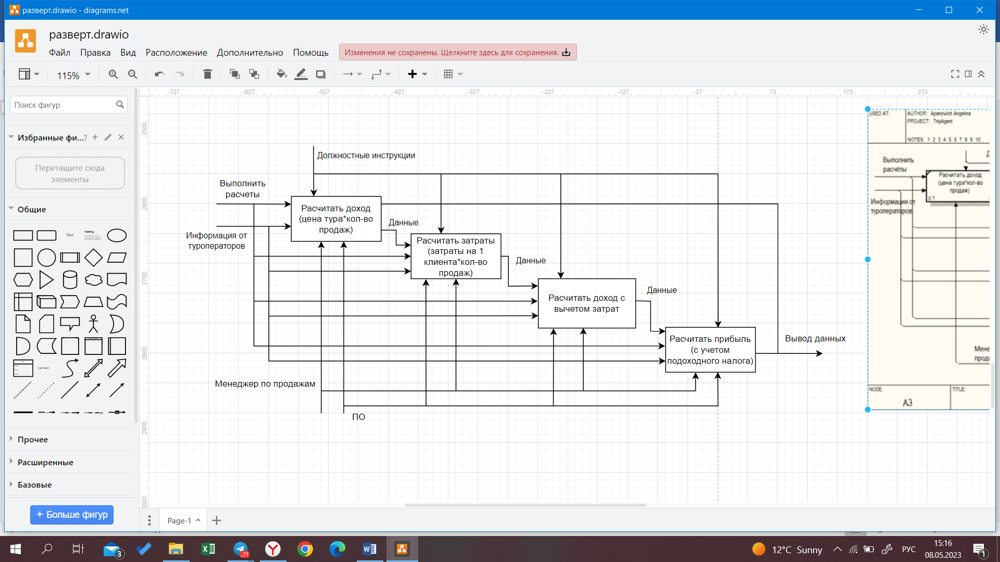 разверт.drawio - diagrams.net
разверт.drawio
Файл Правка Вид Расположение Дополнительно Помощь
Изменения не сохранены. Щелкните здесь для сохранения.
115%
Поиск фигур
Избранные фи...?
Перетащите сюда
элементы
Общие
Text
Heading
List Item
Прочее
Расширенные
Базовые
+ Больше фигур
-727 -627 -527 -427 -327 -227 -127 -27 73 173 273
2500
2600
2700
2800
2900
3000
Должностные инструкции
Выполнить
расчеты
Информация от
туроператоров
Расчитать доход
(цена тура*кол-во
продаж)
Данные
Расчитать затраты
(затраты на 1
клиента*кол-во
продаж)
Данные
Расчитать доход с
вычетом затрат
Данные
Расчитать прибыль
(с учетом
подоходного налога)
Вывод данных
Менеджер по продажам
ПО
USED AT:
AUTHOR: Apanovich Angelina
PROJECT: TripAgent
NOTES: 1 2 3 4 5 6 7 8 9 10
Выполнить
расчёты
Расчитать доход
(цена тура*кол-во
продаж)
0 ?
Информация от
туроператоров
Мене
прода
NODE:
TITLE:
A3
Page-1
3
..71
12°C Sunny
РУС
15:16
08.05.2023
1